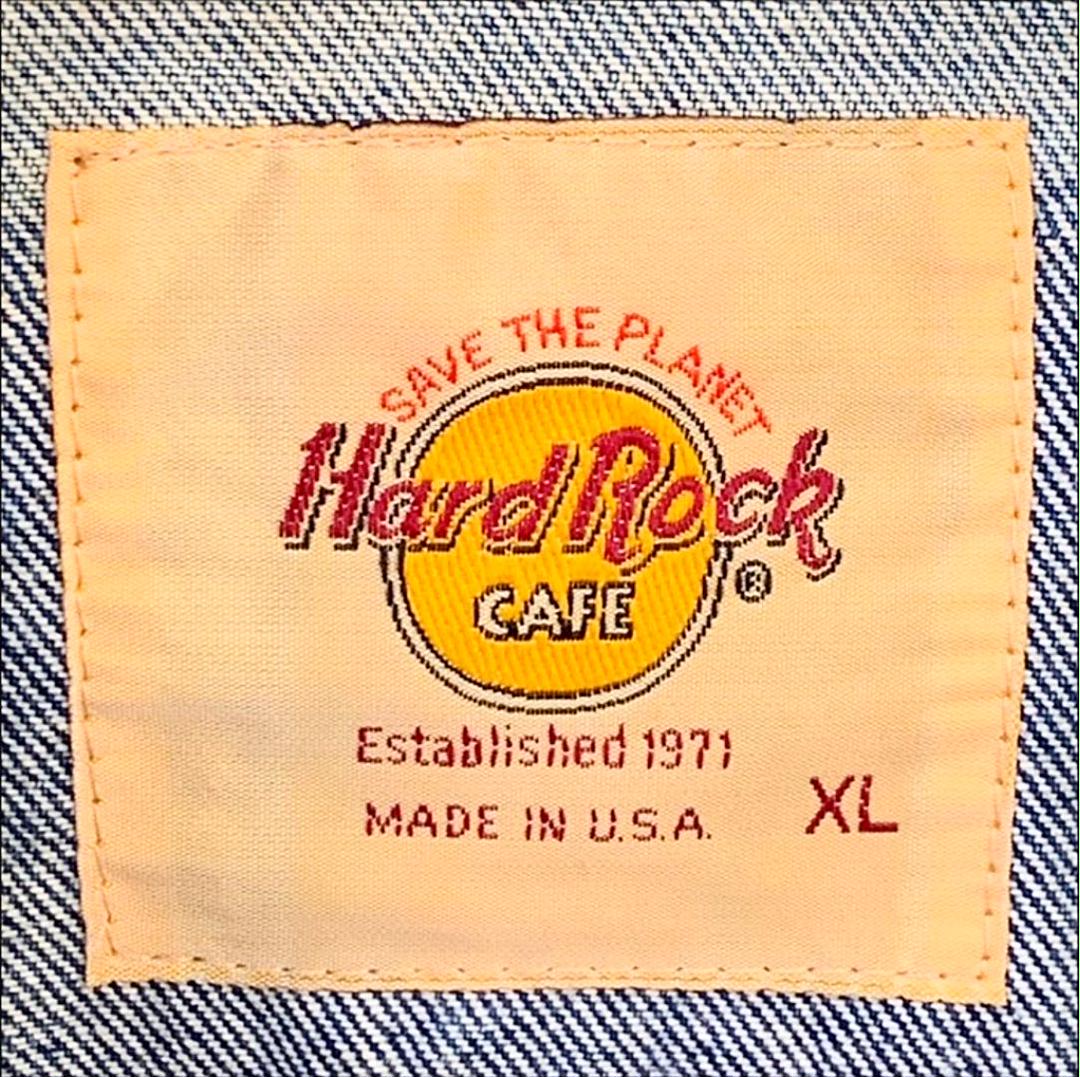 SAVE THE PLANET
Hard Rock
®
CAFE
Established 1971
MADE IN U.S.A.
XL